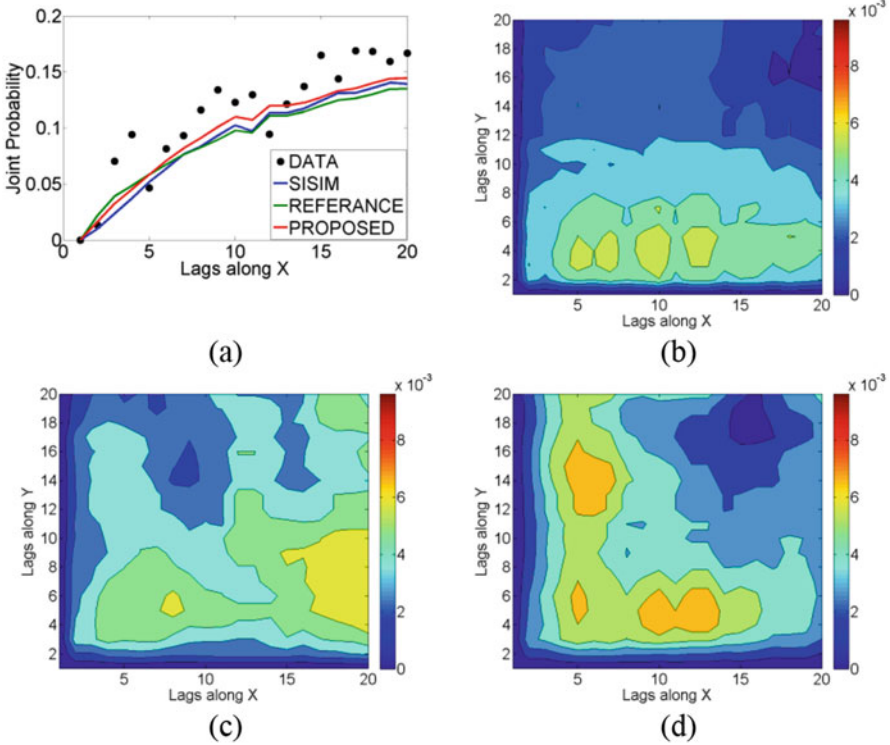 0.2
0.15
0.1
0.05
0
Joint Probability
DATA
SISIM
REFERANCE
PROPOSED
0 5 10 15 20
Lags along X
(a)
x 10⁻³
20
18
16
14
12
10
8
6
4
2
Lags along Y
5 10 15 20
Lags along X
8
6
4
2
0
(b)
x 10⁻³
20
18
16
14
12
10
8
6
4
2
Lags along Y
5 10 15 20
Lags along X
8
6
4
2
0
(c)
x 10⁻³
20
18
16
14
12
10
8
6
4
2
Lags along Y
5 10 15 20
Lags along X
8
6
4
2
0
(d)